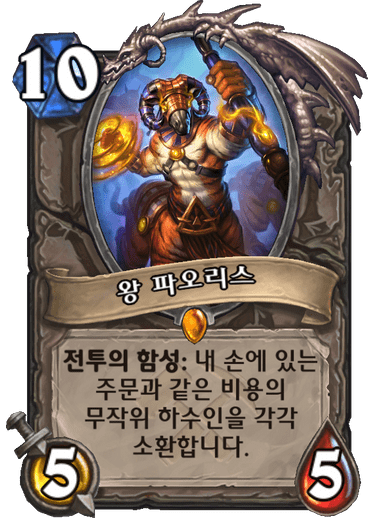 10
왕 파오리스
전투의 함성: 내 손에 있는
주문과 같은 비용의
무작위 하수인을 각각
소환합니다.
5
5